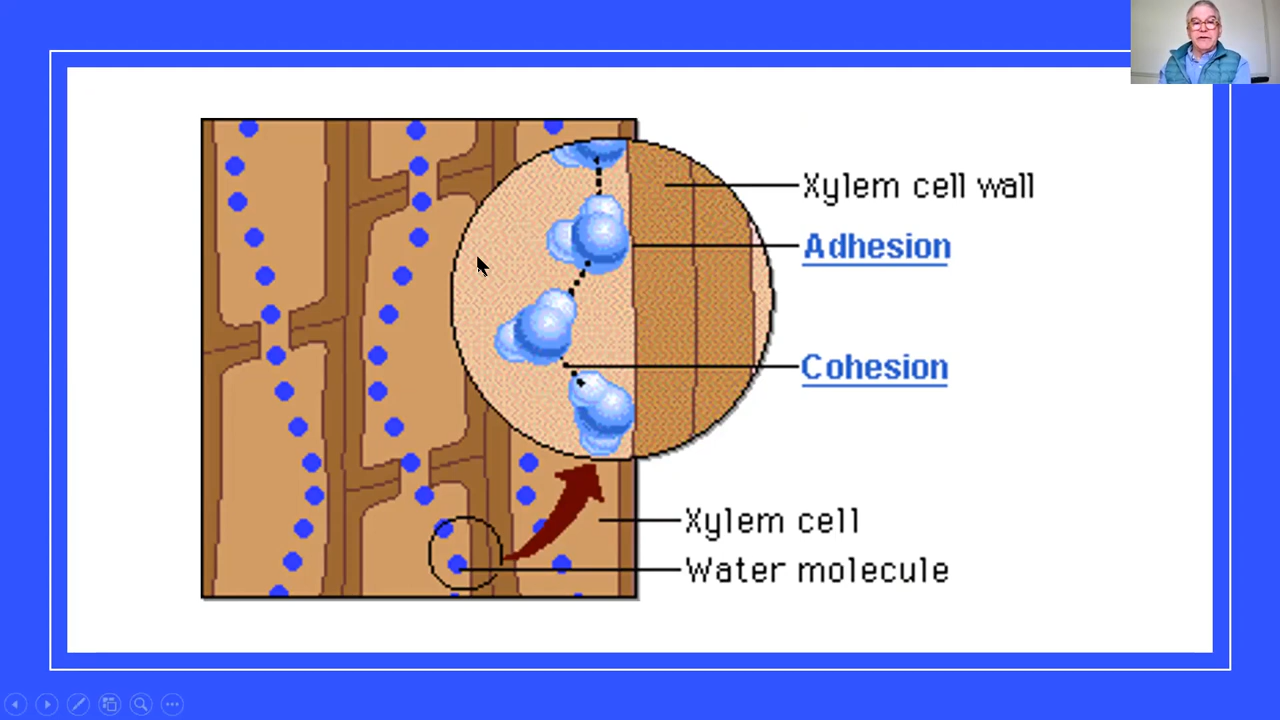 Xylem cell wall
Adhesion
Cohesion
Xylem cell
Water molecule